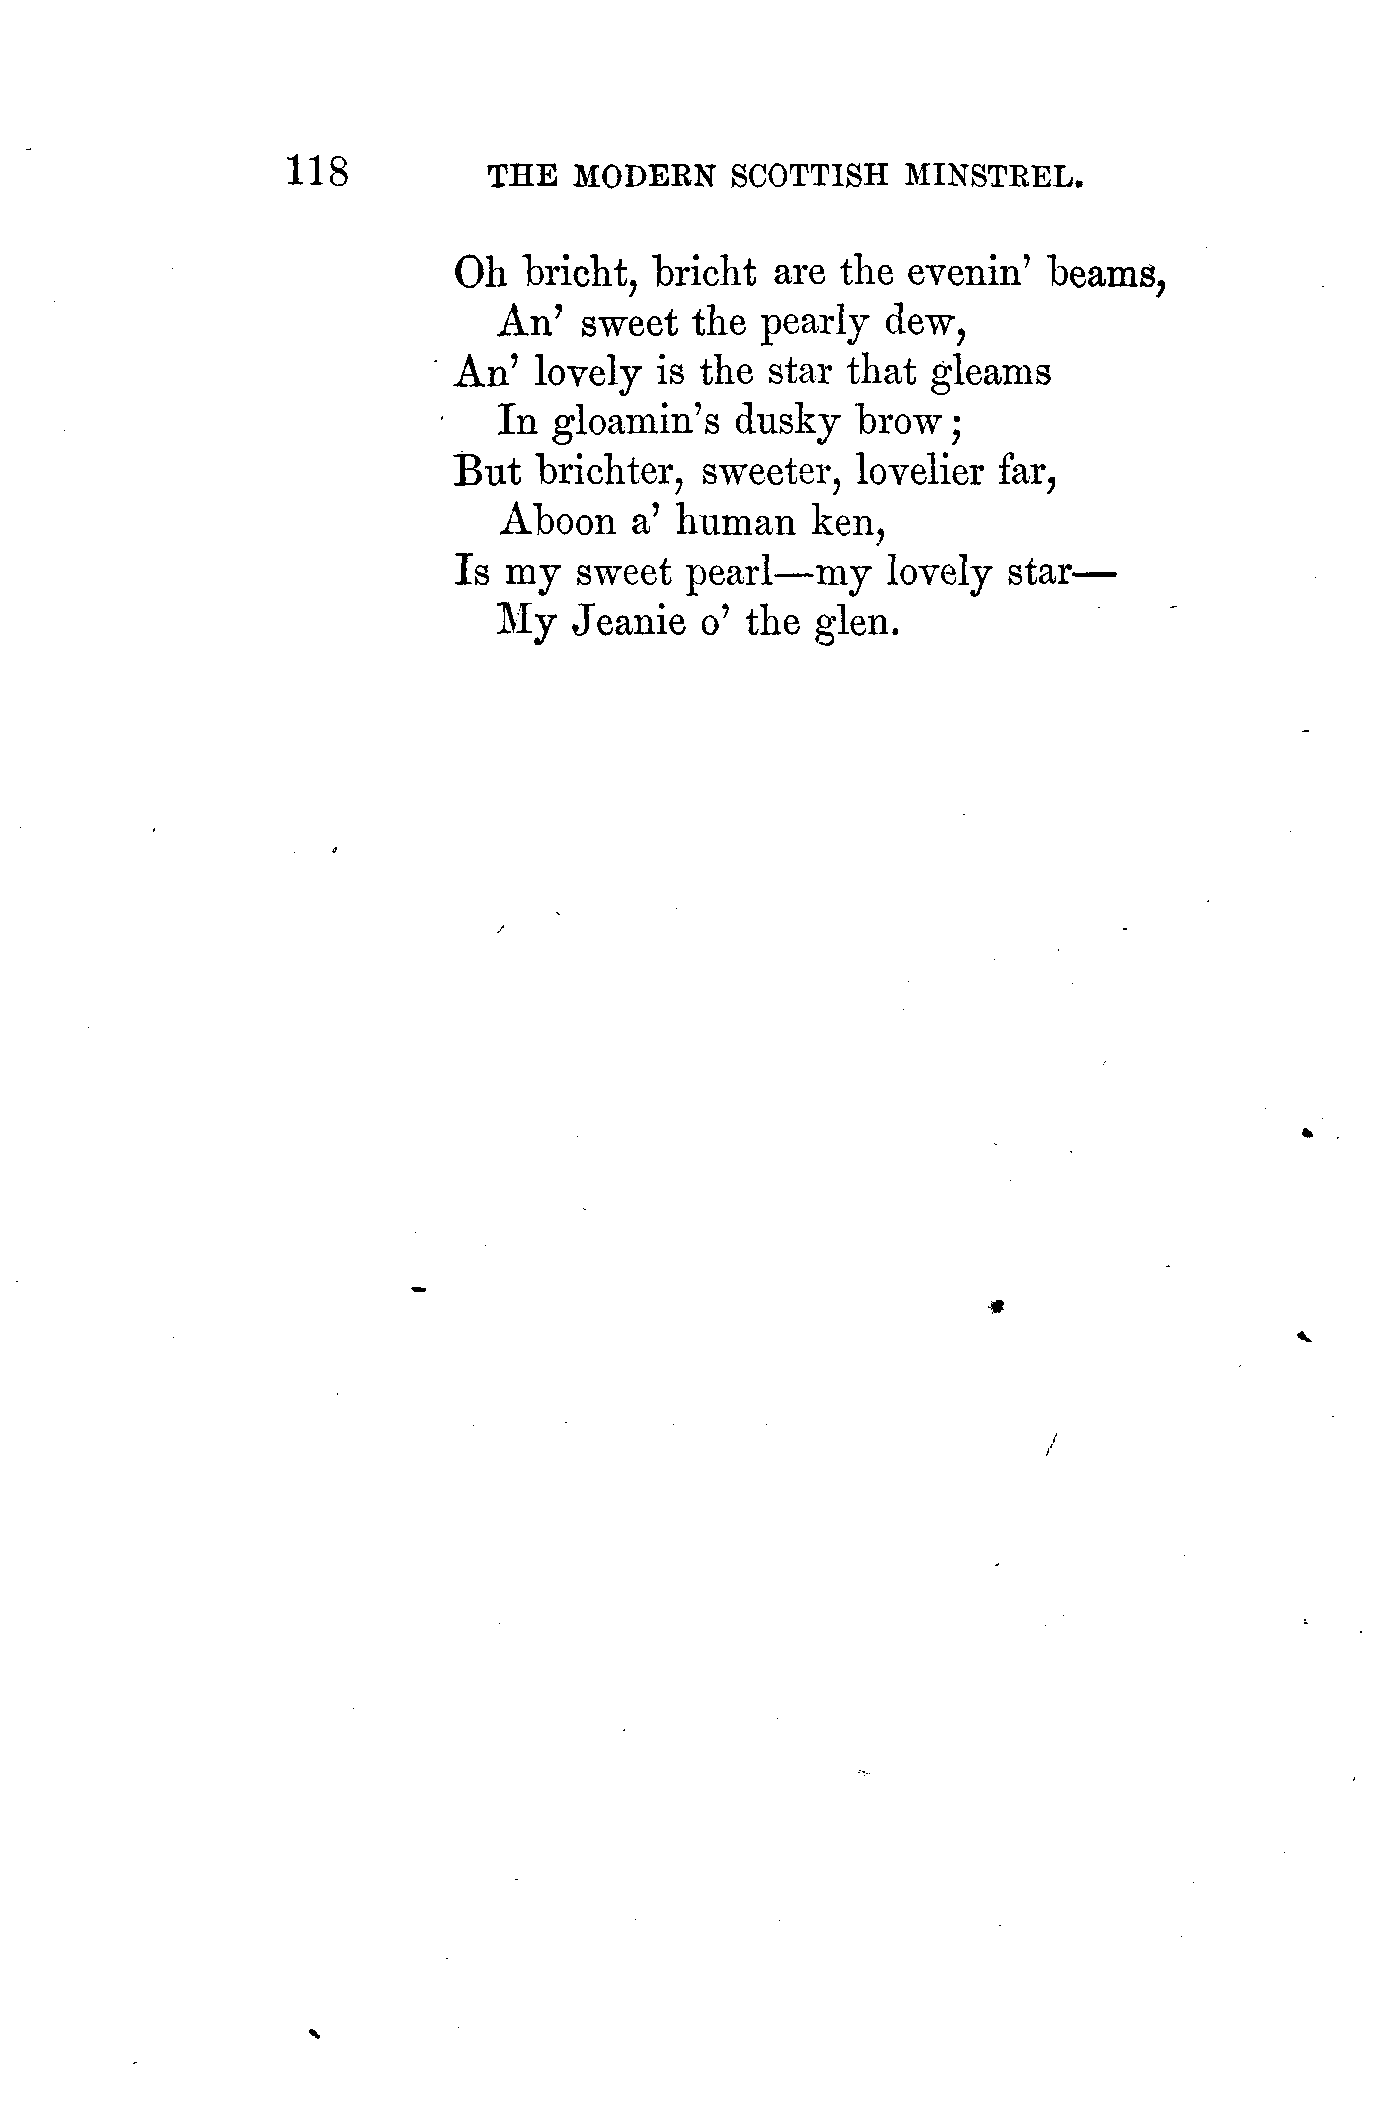 118 THE MODERN SCOTTISH MINSTREL.
Oh bricht, bricht are the evenin’ beams,
An’ sweet the pearly dew,
An’ lovely is the star that gleams
In gloamin’s dusky brow;
But brichter, sweeter, lovelier far,
Aboon a’ human ken,
Is my sweet pearl—my lovely star—
My Jeanie o’ the glen.